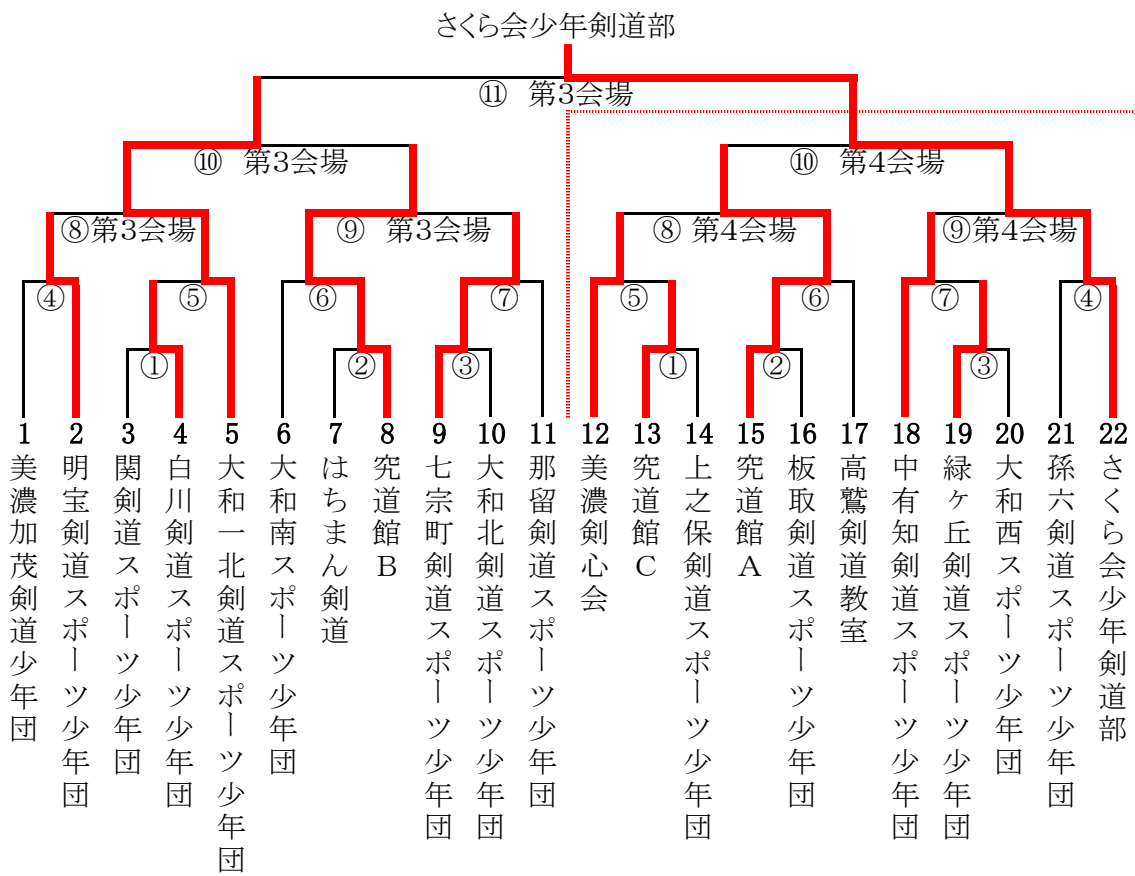 さくら会少年剣道部
⑪ 第3会場
⑩ 第3会場
⑩ 第4会場
⑧第3会場
⑨ 第3会場
⑧ 第4会場
⑨第4会場
④
⑤
⑥
⑦
⑤
⑥
⑦
④
①
②
③
①
②
③
1 2 3 4 5 6 7 8 9 10 11 12 13 14 15 16 17 18 19 20 21 22
美濃加茂剣道少年団
明宝剣道スポーツ少年団
関剣道スポーツ少年団
白川剣道スポーツ少年団
大和一北剣道スポーツ少年団
大和南スポーツ少年団
はちまん剣道
究道館B
七宗町剣道スポーツ少年団
大和北剣道スポーツ少年団
那留剣道スポーツ少年団
美濃剣心会
究道館C
上之保剣道スポーツ少年団
究道館A
板取剣道スポーツ少年団
高鷲剣道教室
中有知剣道スポーツ少年団
緑ヶ丘剣道スポーツ少年団
大和西スポーツ少年団
孫六剣道スポーツ少年団
さくら会少年剣道部